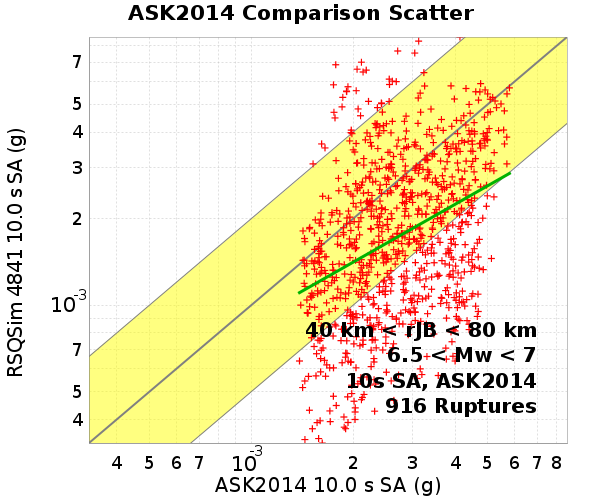 ASK2014 Comparison Scatter
RSQSim 4841 10.0 s SA (g)
7
5
4
3
2
10-3
7
5
4
40 km < rJB < 80 km
6.5 < Mw < 7
10s SA, ASK2014
916 Ruptures
4 5 6 7 10-3 2 3 4 5 6 7 8
ASK2014 10.0 s SA (g)